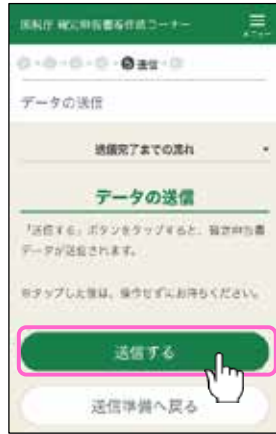 国税庁 確定申告書等作成コーナー
メニュー
送信
データの送信
送信完了までの流れ
データの送信
「送信する」ボタンをタップすると、確定申告書
データが送信されます。
※タップした後は、操作せずにお待ちください。
送信する
送信準備へ戻る